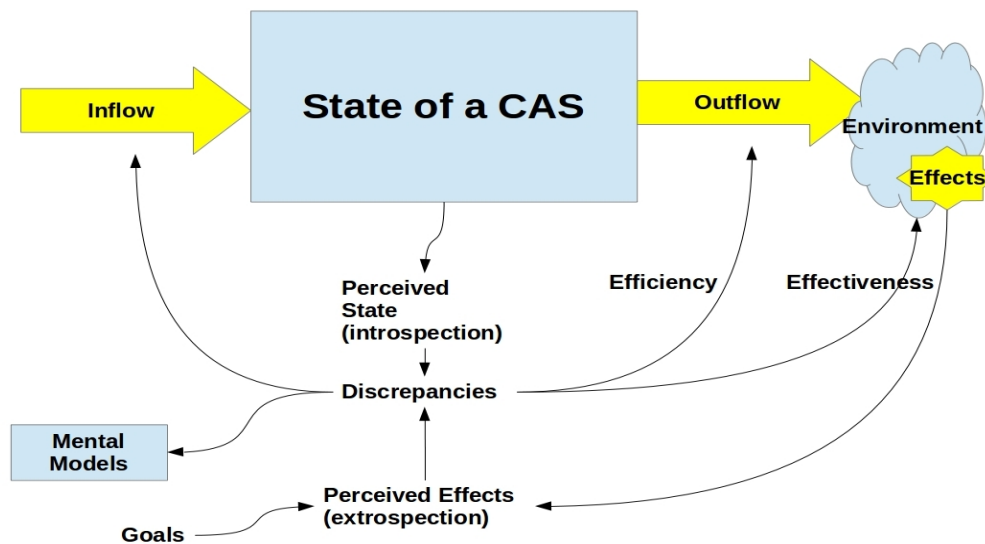 Inflow
State of a CAS
Outflow
Environment
Effects
Perceived
State
(introspection)
Efficiency
Effectiveness
Discrepancies
Mental
Models
Perceived Effects
(extrospection)
Goals